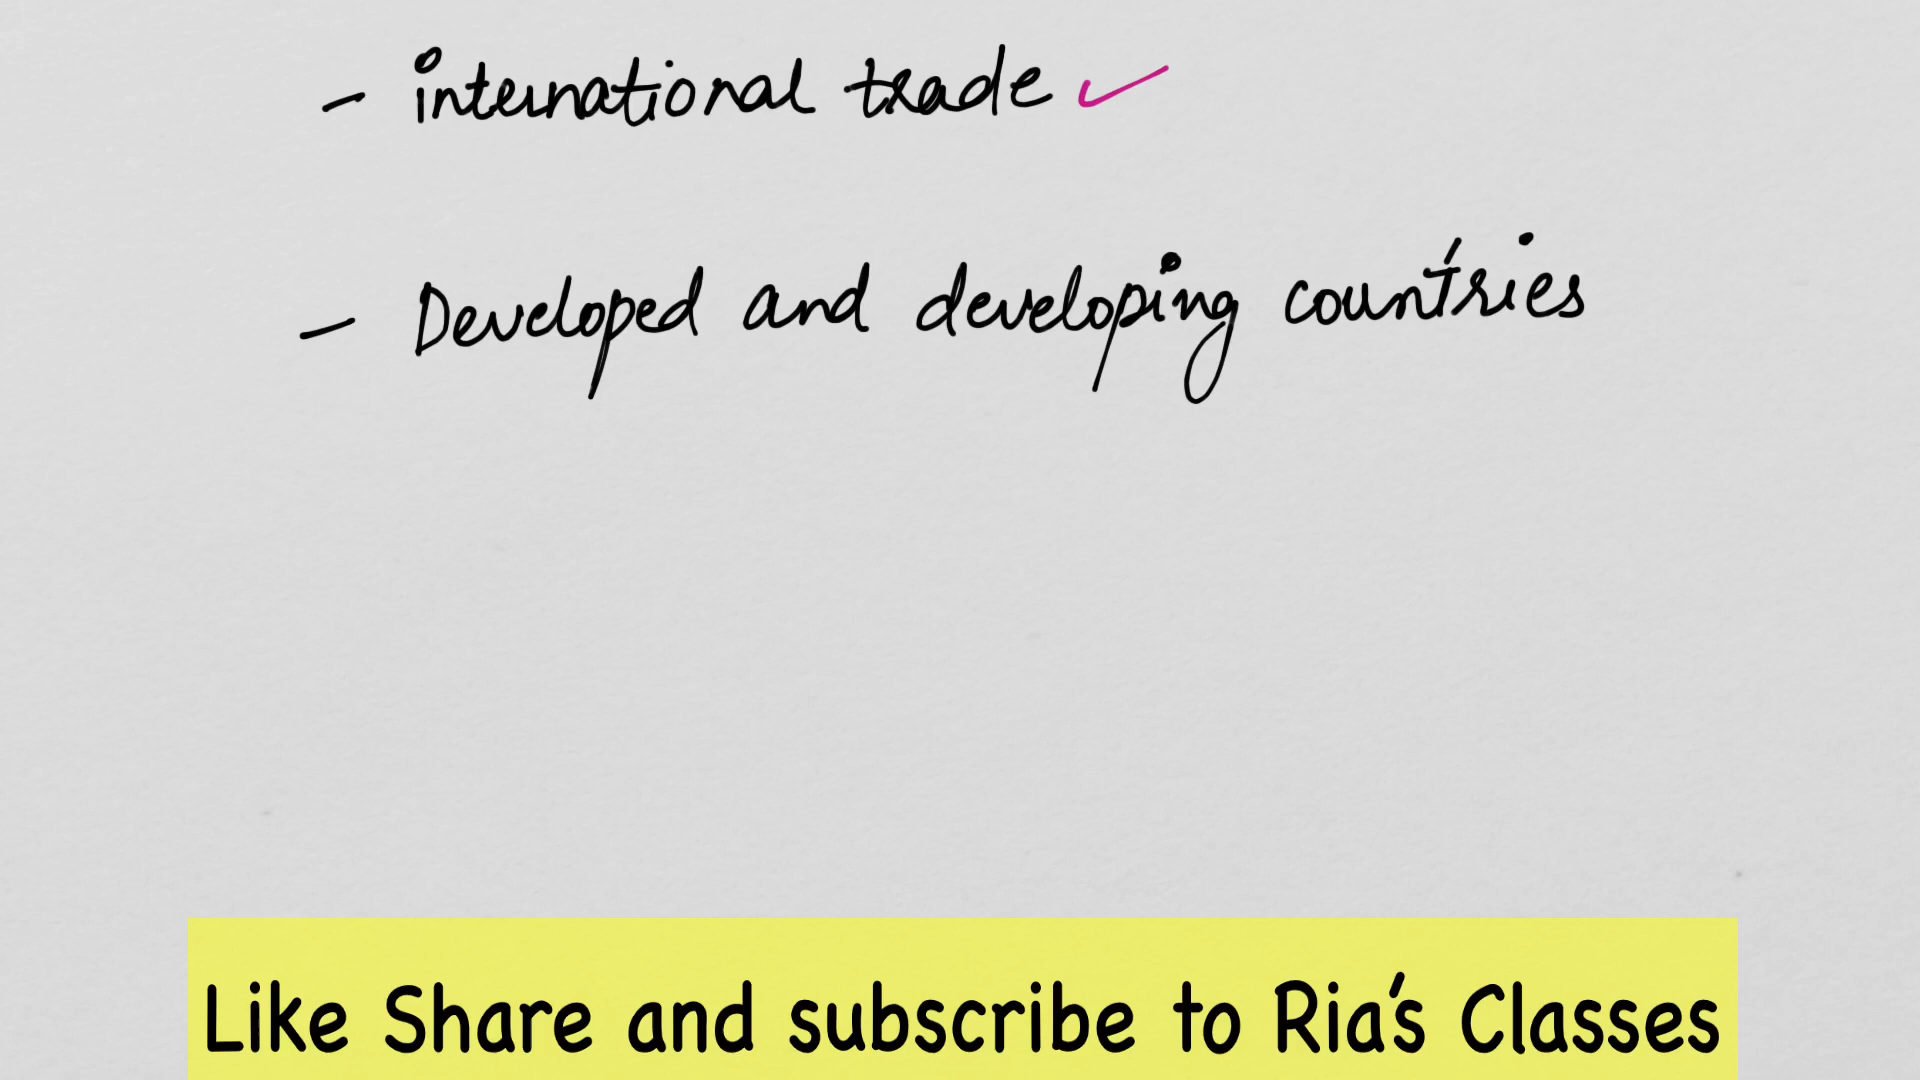 - international trade ✓
- Developed and developing countries
Like Share and subscribe to Ria's Classes